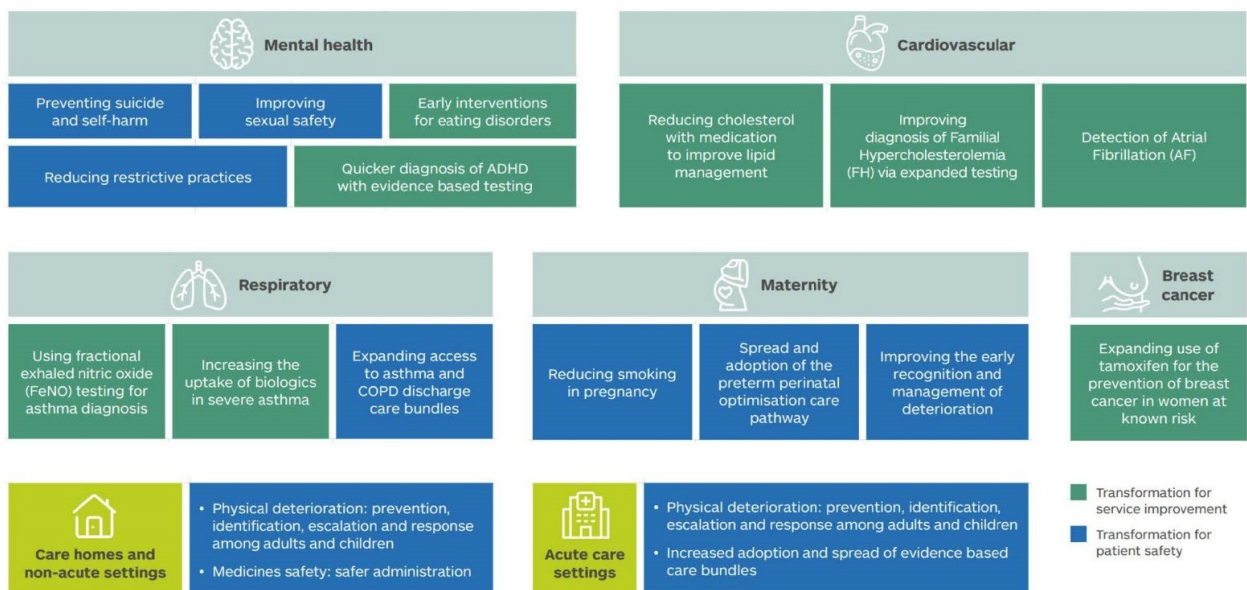 Mental health
Preventing suicide
and self-harm
Improving
sexual safety
Early interventions
for eating disorders
Reducing restrictive practices
Quicker diagnosis of ADHD
with evidence based testing
Cardiovascular
Reducing cholesterol
with medication
to improve lipid
management
Improving
diagnosis of Familial
Hypercholesterolemia
(FH) via expanded testing
Detection of Atrial
Fibrillation (AF)
Respiratory
Using fractional
exhaled nitric oxide
(FeNO) testing for
asthma diagnosis
Increasing the
uptake of biologics
in severe asthma
Expanding access
to asthma and
COPD discharge
care bundles
Maternity
Reducing smoking
in pregnancy
Spread and
adoption of the
preterm perinatal
optimisation care
pathway
Improving the early
recognition and
management of
deterioration
Breast
cancer
Expanding use of
tamoxifen for the
prevention of breast
cancer in women at
known risk
Care homes and
non-acute settings
• Physical deterioration: prevention,
identification, escalation and response
among adults and children
• Medicines safety: safer administration
Acute care
settings
• Physical deterioration: prevention, identification,
escalation and response among adults and children
• Increased adoption and spread of evidence based
care bundles
Transformation for
service improvement
Transformation for
patient safety